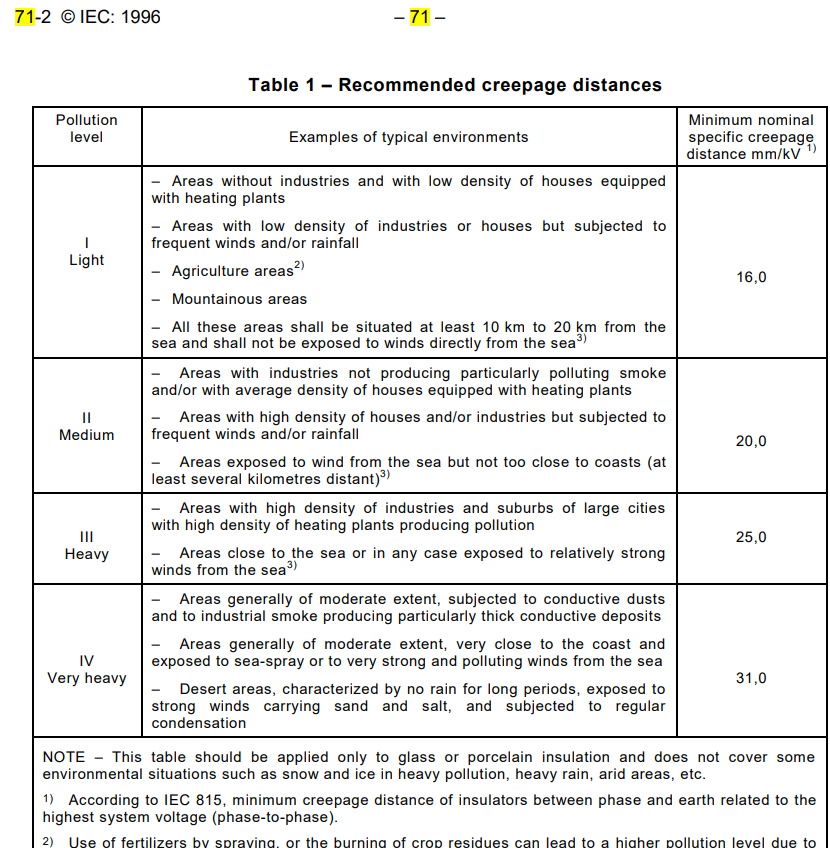 71-2 © IEC: 1996
– 71 –
Table 1 – Recommended creepage distances
Pollution
level
Examples of typical environments
Minimum nominal
specific creepage
distance mm/kV 1)
I
Light
– Areas without industries and with low density of houses equipped
with heating plants
– Areas with low density of industries or houses but subjected to
frequent winds and/or rainfall
– Agriculture areas2)
– Mountainous areas
– All these areas shall be situated at least 10 km to 20 km from the
sea and shall not be exposed to winds directly from the sea3)
16,0
II
Medium
– Areas with industries not producing particularly polluting smoke
and/or with average density of houses equipped with heating plants
– Areas with high density of houses and/or industries but subjected to
frequent winds and/or rainfall
– Areas exposed to wind from the sea but not too close to coasts (at
least several kilometres distant)3)
20,0
III
Heavy
– Areas with high density of industries and suburbs of large cities
with high density of heating plants producing pollution
– Areas close to the sea or in any case exposed to relatively strong
winds from the sea3)
25,0
IV
Very heavy
– Areas generally of moderate extent, subjected to conductive dusts
and to industrial smoke producing particularly thick conductive deposits
– Areas generally of moderate extent, very close to the coast and
exposed to sea-spray or to very strong and polluting winds from the sea
– Desert areas, characterized by no rain for long periods, exposed to
strong winds carrying sand and salt, and subjected to regular
condensation
31,0
NOTE – This table should be applied only to glass or porcelain insulation and does not cover some
environmental situations such as snow and ice in heavy pollution, heavy rain, arid areas, etc.
1) According to IEC 815, minimum creepage distance of insulators between phase and earth related to the
highest system voltage (phase-to-phase).
2) Use of fertilizers by spraying, or the burning of crop residues can lead to a higher pollution level due to